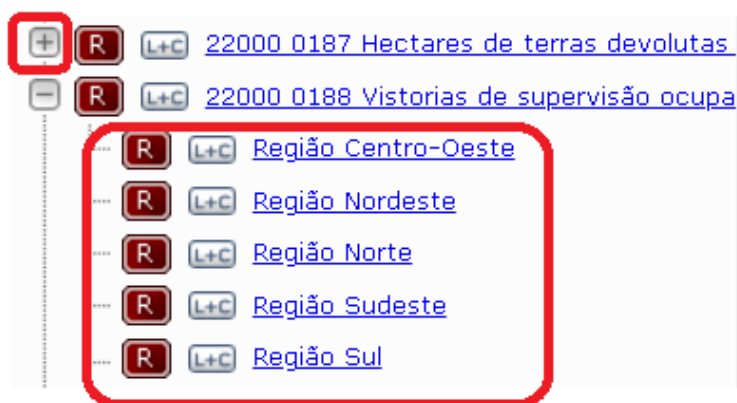 R L+C 22000 0187 Hectares de terras devolutas
R L+C 22000 0188 Vistorias de supervisão ocupa
R L+C Região Centro-Oeste
R L+C Região Nordeste
R L+C Região Norte
R L+C Região Sudeste
R L+C Região Sul